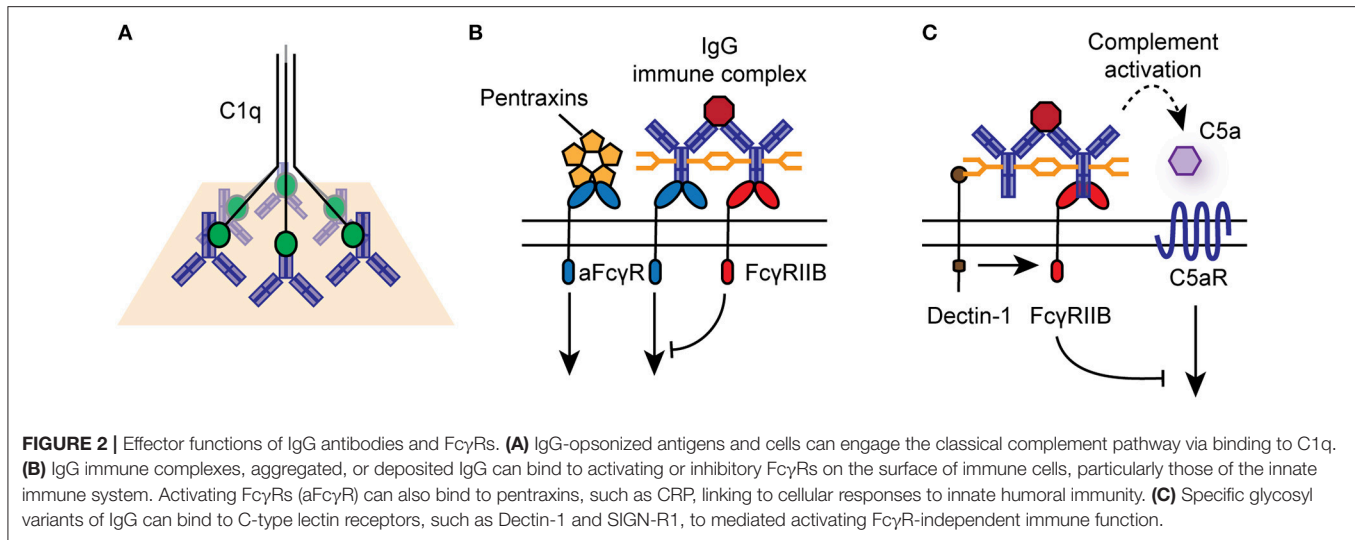 A
C1q
B
Pentraxins
IgG
immune complex
aFcγR
FcγRIIB
C
Complement
activation
C5a
C5aR
Dectin-1
FcγRIIB
FIGURE 2 | Effector functions of IgG antibodies and FcγRs. (A) IgG-opsonized antigens and cells can engage the classical complement pathway via binding to C1q.
(B) IgG immune complexes, aggregated, or deposited IgG can bind to activating or inhibitory FcγRs on the surface of immune cells, particularly those of the innate
immune system. Activating FcγRs (aFcγR) can also bind to pentraxins, such as CRP, linking to cellular responses to innate humoral immunity. (C) Specific glycosyl
variants of IgG can bind to C-type lectin receptors, such as Dectin-1 and SIGN-R1, to mediated activating FcγR-independent immune function.